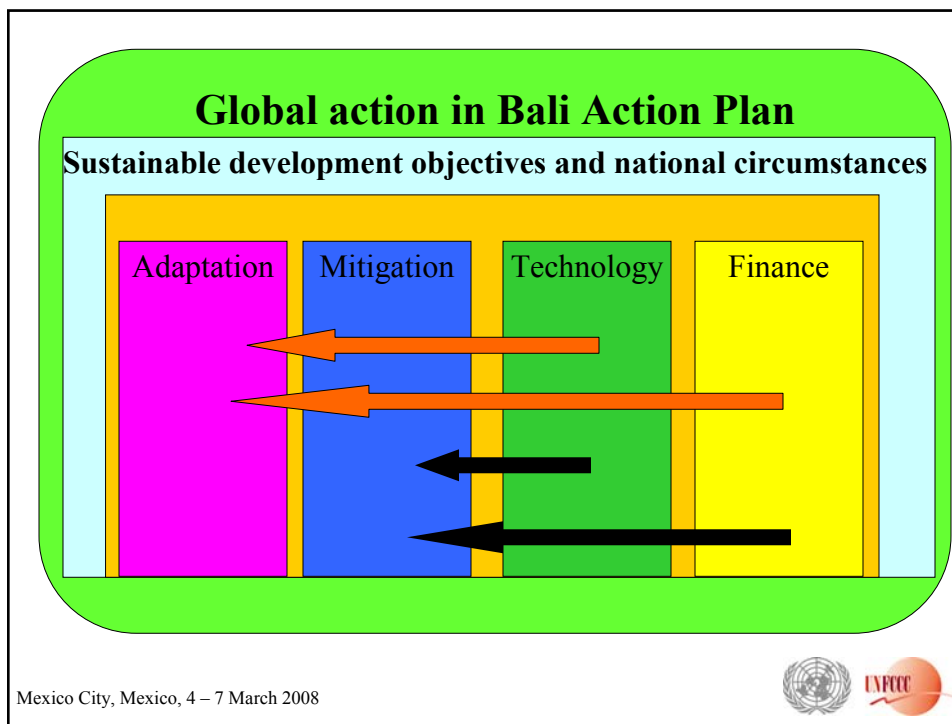 Global action in Bali Action Plan
Sustainable development objectives and national circumstances
Adaptation Mitigation Technology Finance
Mexico City, Mexico, 4 – 7 March 2008
UNFCCC